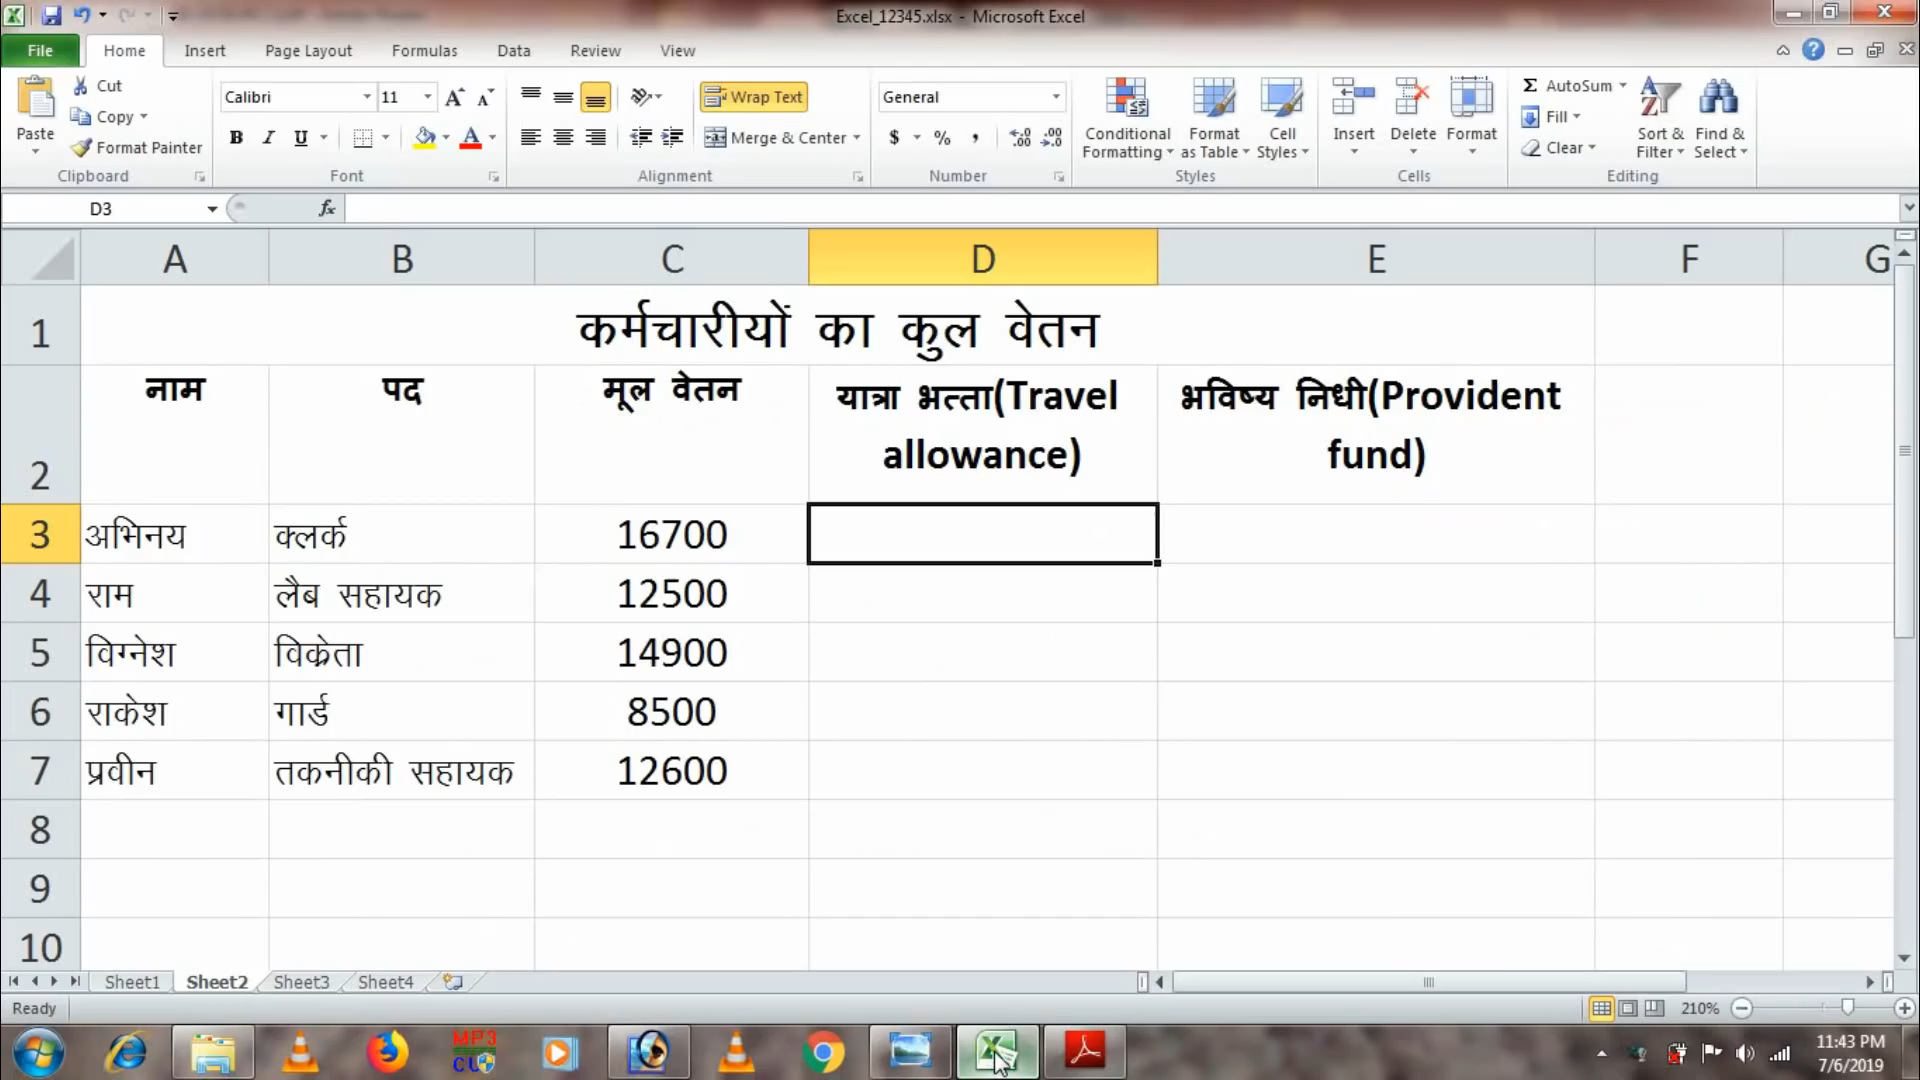 Excel_12345.xlsx - Microsoft Excel
File Home Insert Page Layout Formulas Data Review View
Paste
Cut
Copy
Format Painter
Clipboard
Calibri 11
B I U A
Font
Wrap Text
Merge & Center
Alignment
General
$ % ,
Number
Conditional Formatting
Format as Table
Cell Styles
Styles
Insert Delete Format
Cells
Σ AutoSum
Fill
Clear
Sort & Filter
Find & Select
Editing
D3 fx
A B C D E F G
1 कर्मचारीयों का कुल वेतन
2 नाम पद मूल वेतन यात्रा भत्ता(Travel allowance) भविष्य निधी(Provident fund)
3 अभिनय क्लर्क 16700
4 राम लैब सहायक 12500
5 विग्नेश विक्रेता 14900
6 राकेश गार्ड 8500
7 प्रवीन तकनीकी सहायक 12600
8
9
10
Sheet1 Sheet2 Sheet3 Sheet4
Ready 210%
MP3 CU
11:43 PM
7/6/2019